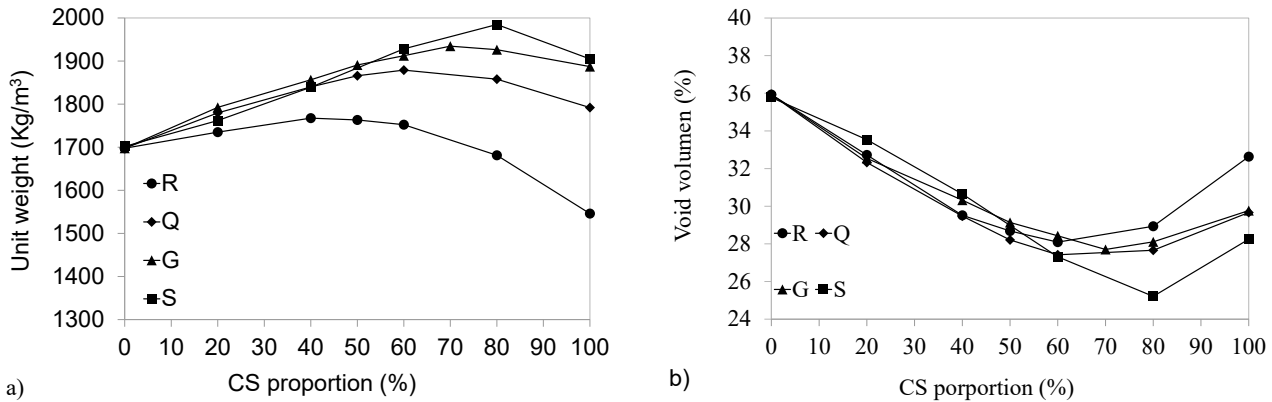 2000
1900
1800
1700
1600
1500
1400
1300
Unit weight (Kg/m³)
R
Q
G
S
0 10 20 30 40 50 60 70 80 90 100
CS proportion (%)
a)
40
38
36
34
32
30
28
26
24
Void volumen (%)
R Q
G S
0 10 20 30 40 50 60 70 80 90 100
CS porportion (%)
b)